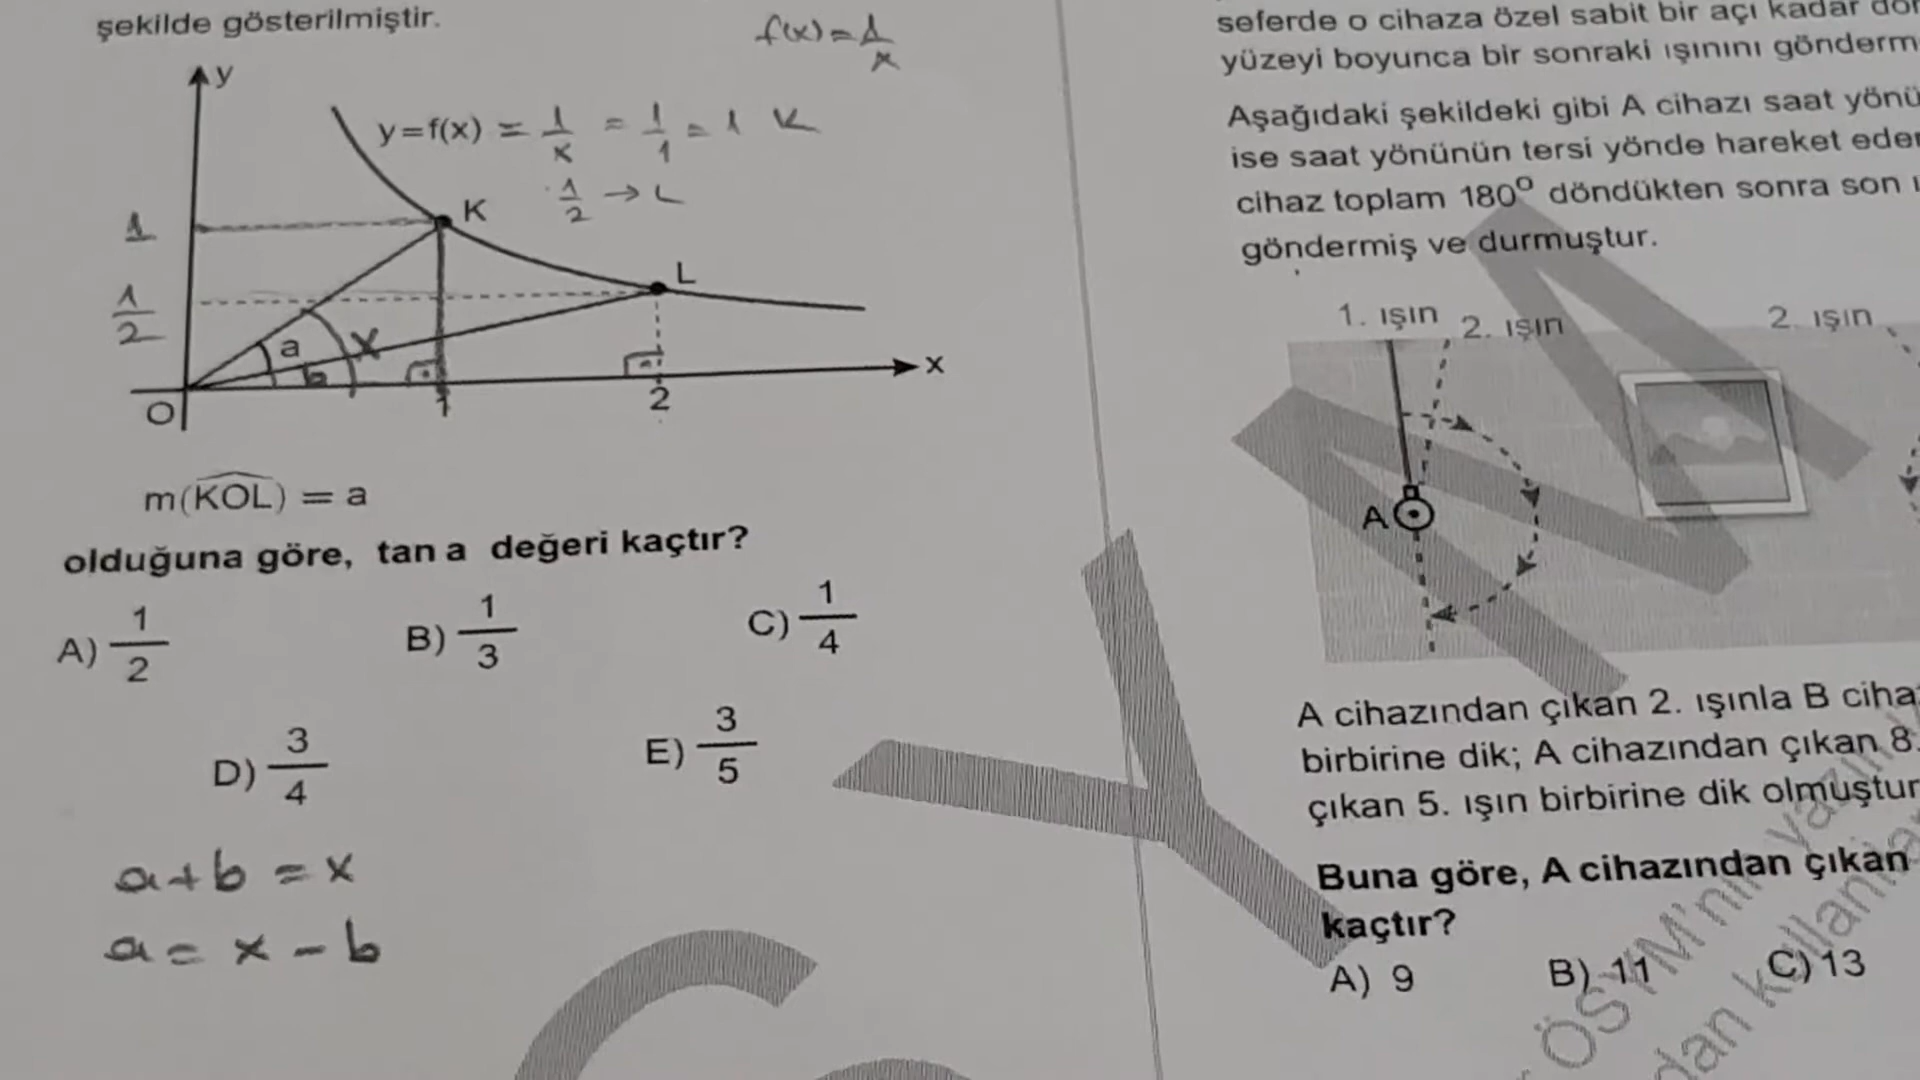 şekilde gösterilmiştir.
f(x) = 1/x
y
y=f(x) = 1/x = 1/1 = 1 K
1/2 → L
1
K
1/2
L
a
x
b
x
O
1
2
m(KOL) = a
olduğuna göre, tan a değeri kaçtır?
A) 1/2
B) 1/3
C) 1/4
D) 3/4
E) 3/5
a+b = x
a = x - b
seferde o cihaza özel sabit bir açı kadar
yüzeyi boyunca bir sonraki ışınını gönderm
Aşağıdaki şekildeki gibi A cihazı saat yönü
ise saat yönünün tersi yönde hareket eder
cihaz toplam 180° döndükten sonra son
göndermiş ve durmuştur.
1. ışın
2. ışın
2. ışın
A
A cihazından çıkan 2. ışınla B ciha
birbirine dik; A cihazından çıkan 8.
çıkan 5. ışın birbirine dik olmuştur
Buna göre, A cihazından çıkan
kaçtır?
A) 9
B) 11
C) 13
ÖSYM'nin yazılı